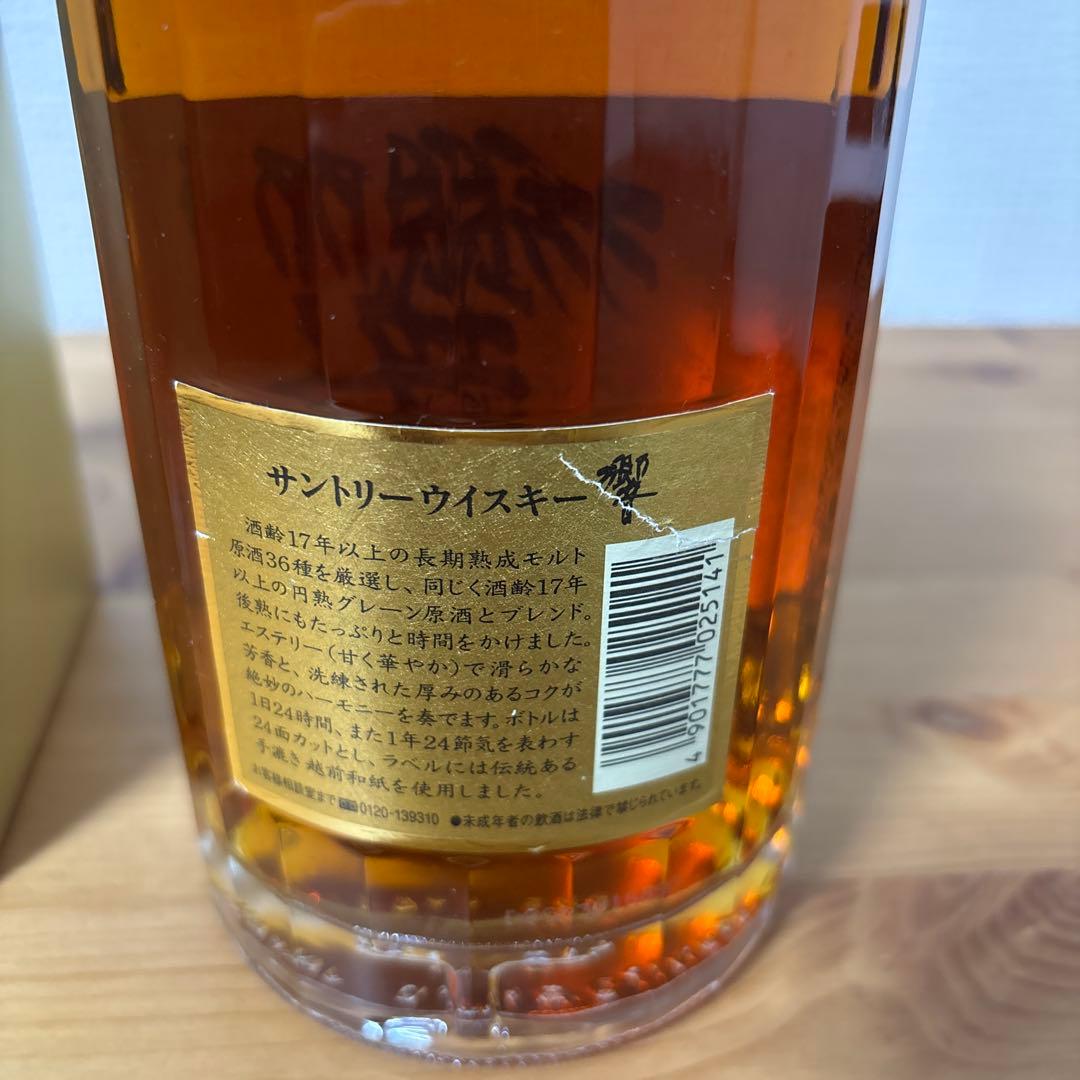 サントリーウイスキー 響
酒齢17年以上の長期熟成モルト
原酒36種を厳選し、同じく酒齢17年
以上の円熟グレーン原酒とブレンド。
後熟にもたっぷりと時間をかけました。
エステリー(甘く華やか)で滑らかな
芳香と、洗練された厚みのあるコクが
絶妙のハーモニーを奏でます。ボトルは
1日24時間、また1年24節気を表わす
24面カットとし、ラベルには伝統ある
手漉き越前和紙を使用しました。
お客様相談室まで 0120-139310 ●未成年者の飲酒は法律で禁じられています。
4 901777 025141